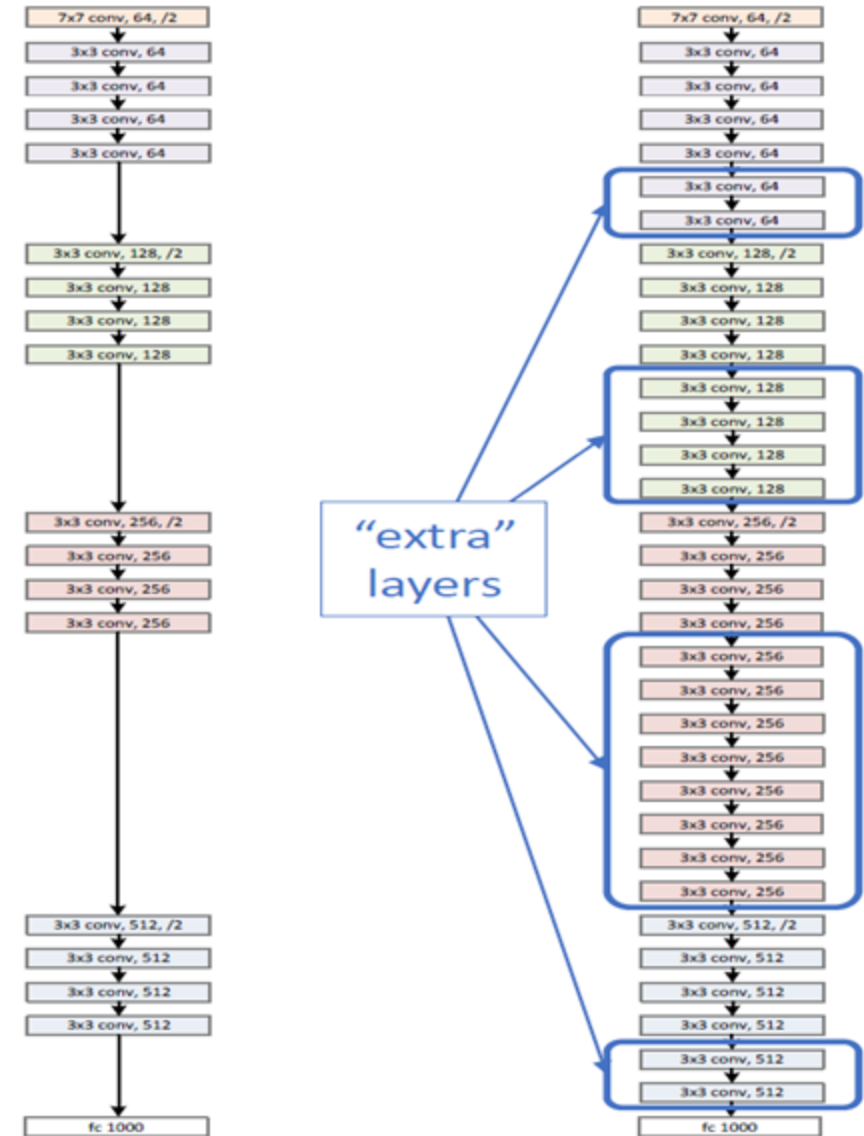 7x7 conv, 64, /2
3x3 conv, 64
3x3 conv, 64
3x3 conv, 64
3x3 conv, 64
3x3 conv, 128, /2
3x3 conv, 128
3x3 conv, 128
3x3 conv, 128
3x3 conv, 256, /2
3x3 conv, 256
3x3 conv, 256
3x3 conv, 256
3x3 conv, 512, /2
3x3 conv, 512
3x3 conv, 512
3x3 conv, 512
fc 1000
“extra”
layers
7x7 conv, 64, /2
3x3 conv, 64
3x3 conv, 64
3x3 conv, 64
3x3 conv, 64
3x3 conv, 64
3x3 conv, 64
3x3 conv, 128, /2
3x3 conv, 128
3x3 conv, 128
3x3 conv, 128
3x3 conv, 128
3x3 conv, 128
3x3 conv, 128
3x3 conv, 128
3x3 conv, 256, /2
3x3 conv, 256
3x3 conv, 256
3x3 conv, 256
3x3 conv, 256
3x3 conv, 256
3x3 conv, 256
3x3 conv, 256
3x3 conv, 256
3x3 conv, 256
3x3 conv, 256
3x3 conv, 256
3x3 conv, 512, /2
3x3 conv, 512
3x3 conv, 512
3x3 conv, 512
3x3 conv, 512
3x3 conv, 512
fc 1000